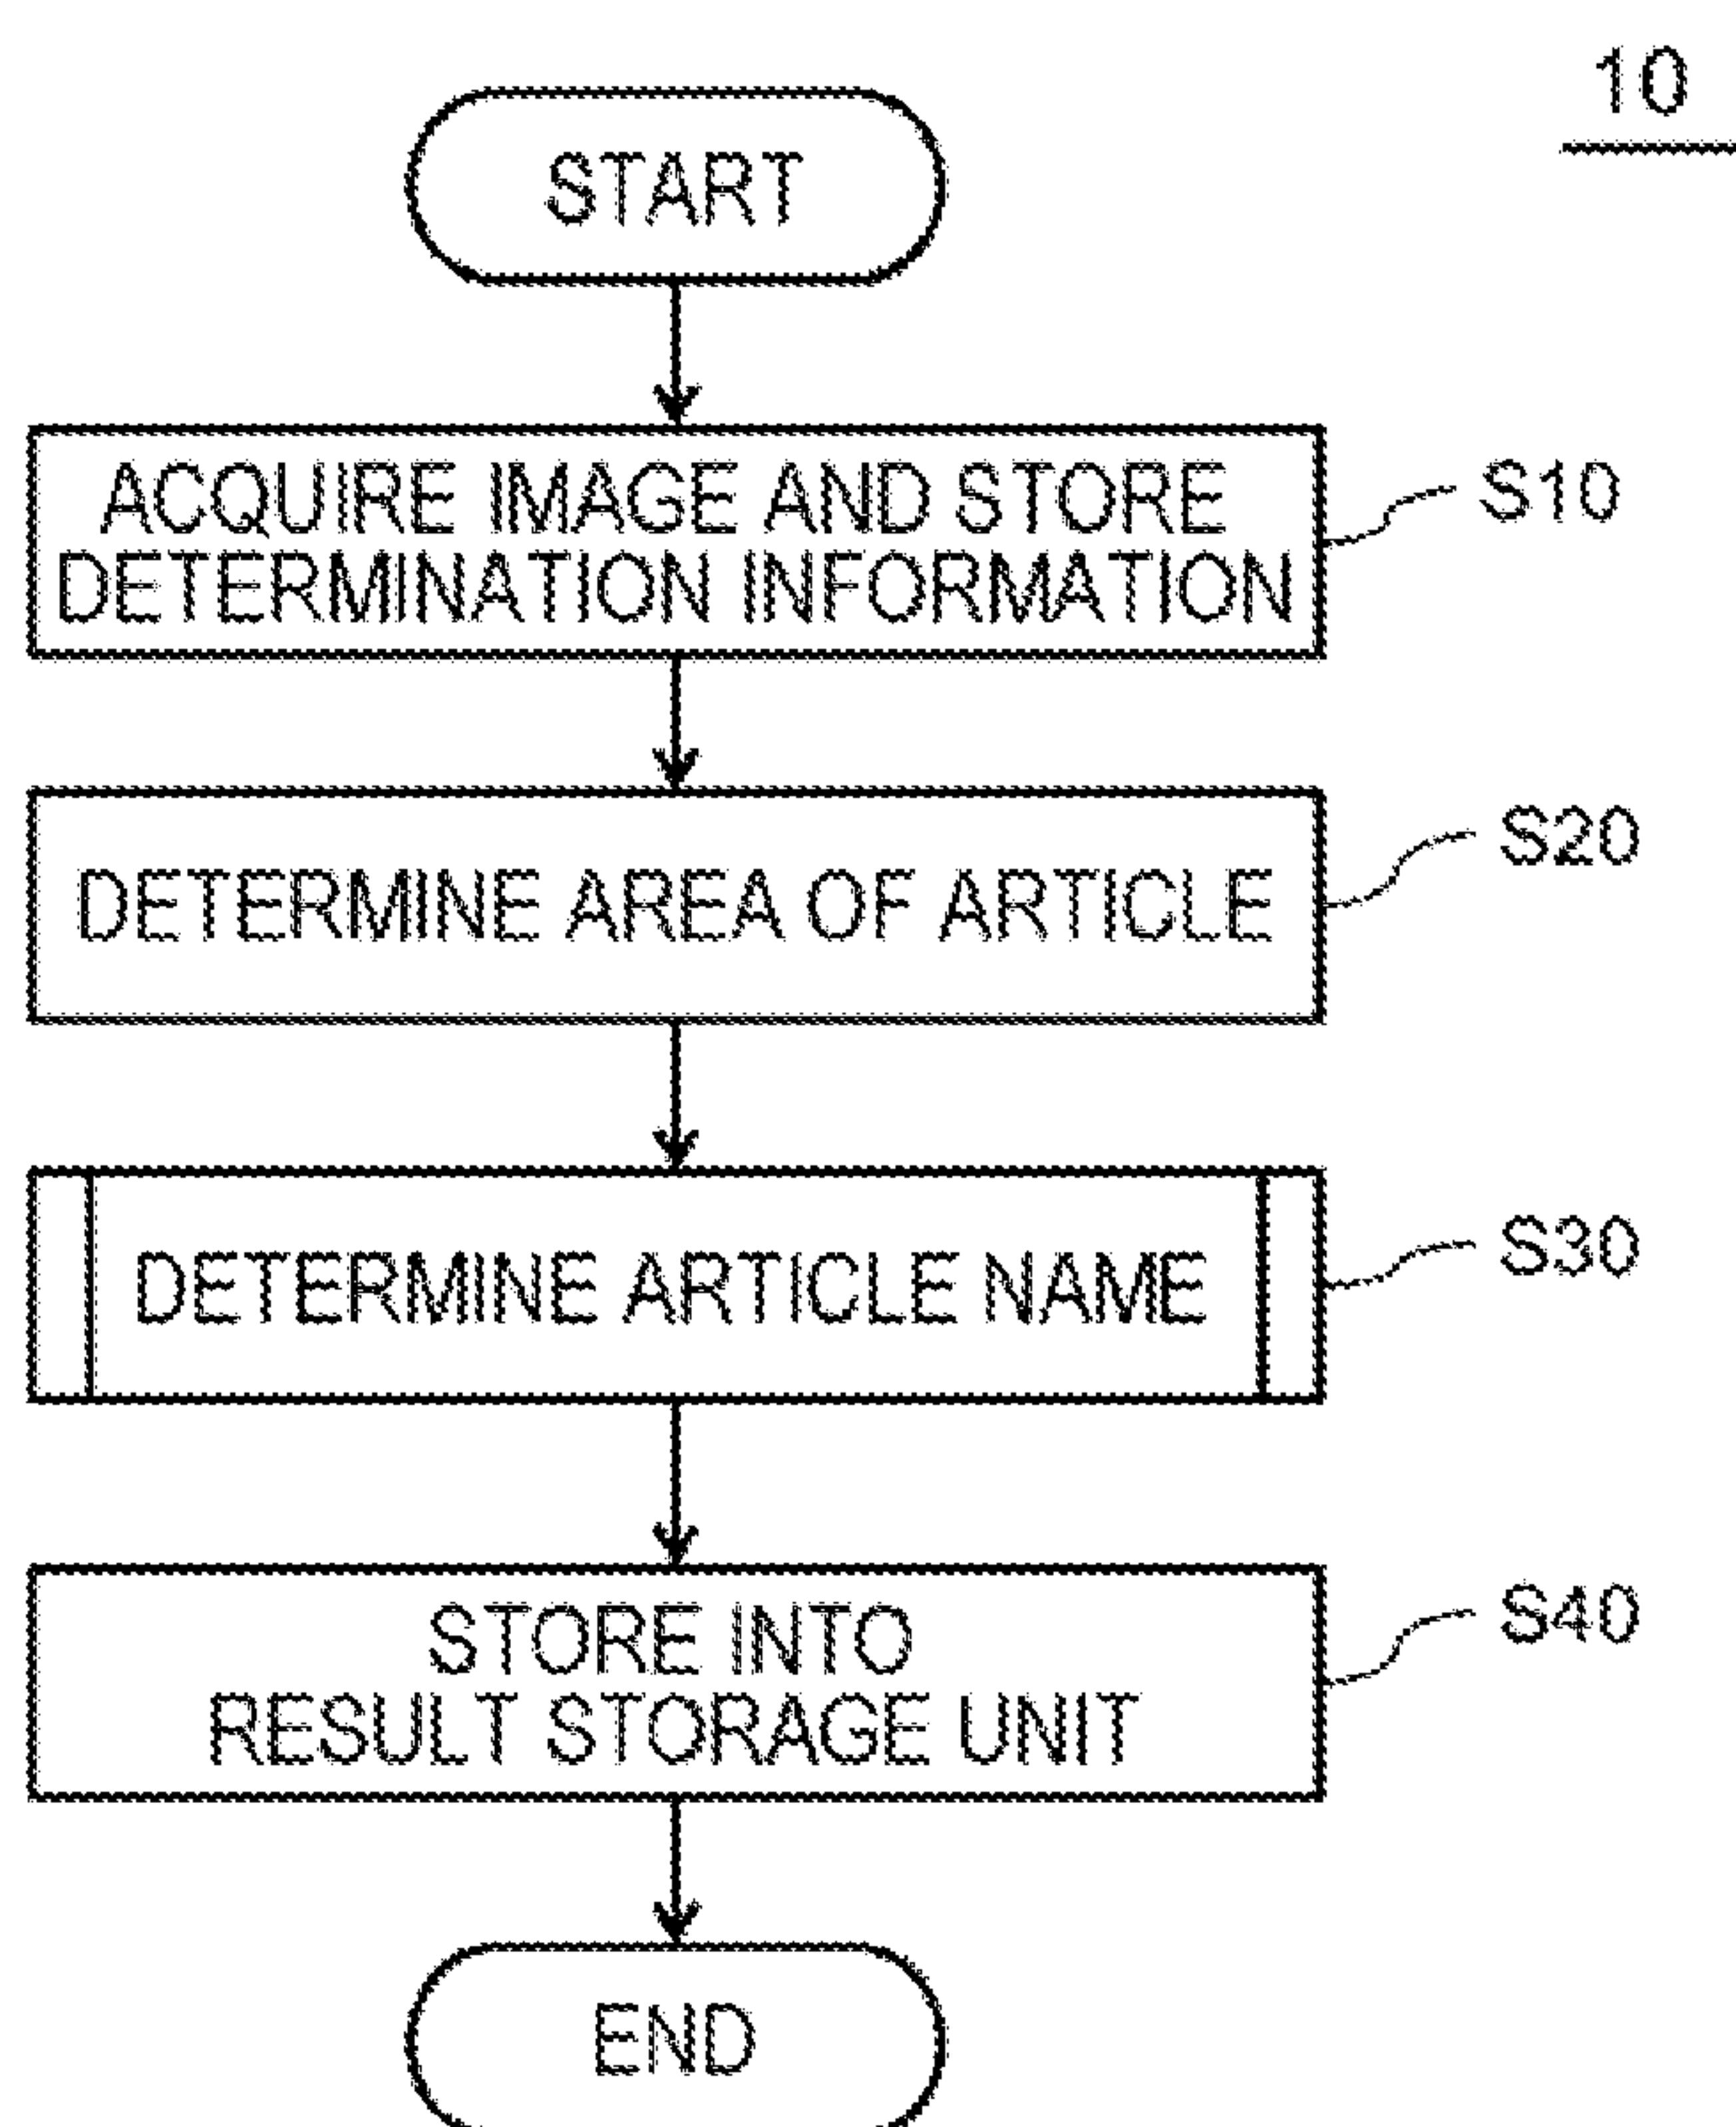 10
START
ACQUIRE IMAGE AND STORE
DETERMINATION INFORMATION
S10
DETERMINE AREA OF ARTICLE
S20
DETERMINE ARTICLE NAME
S30
STORE INTO
RESULT STORAGE UNIT
S40
END